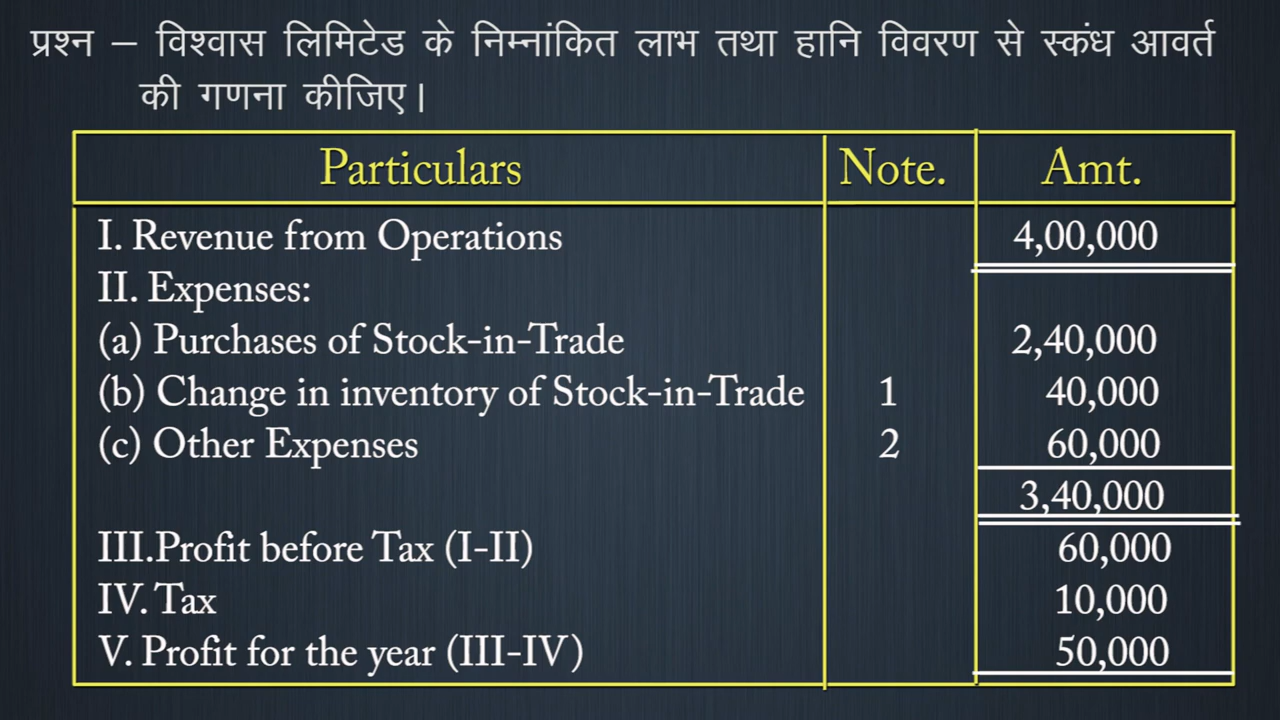 प्रश्न – विश्वास लिमिटेड के निम्नांकित लाभ तथा हानि विवरण से स्कंध आवर्त
की गणना कीजिए।
Particulars Note. Amt.
I. Revenue from Operations 4,00,000
II. Expenses:
(a) Purchases of Stock-in-Trade 2,40,000
(b) Change in inventory of Stock-in-Trade 1 40,000
(c) Other Expenses 2 60,000
3,40,000
III.Profit before Tax (I-II) 60,000
IV. Tax 10,000
V. Profit for the year (III-IV) 50,000